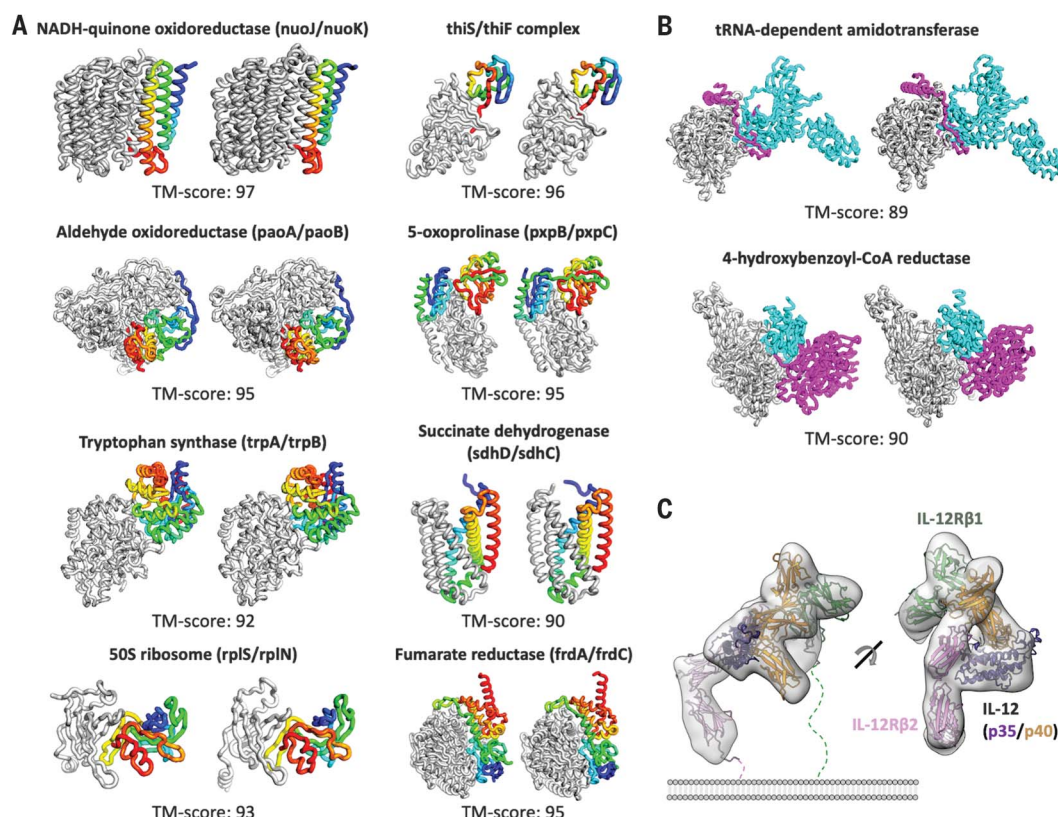 A
NADH-quinone oxidoreductase (nuoJ/nuoK)
TM-score: 97
thiS/thiF complex
TM-score: 96
Aldehyde oxidoreductase (paoA/paoB)
TM-score: 95
5-oxoprolinase (pxpB/pxpC)
TM-score: 95
Tryptophan synthase (trpA/trpB)
TM-score: 92
Succinate dehydrogenase
(sdhD/sdhC)
TM-score: 90
50S ribosome (rplS/rplN)
TM-score: 93
Fumarate reductase (frdA/frdC)
TM-score: 95
B
tRNA-dependent amidotransferase
TM-score: 89
4-hydroxybenzoyl-CoA reductase
TM-score: 90
C
IL-12Rβ1
IL-12Rβ2
IL-12
(p35/p40)